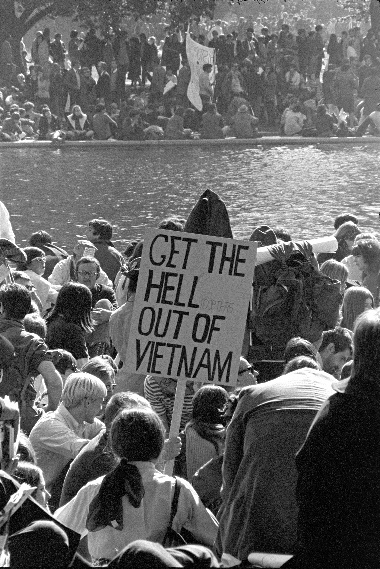 GET THE
HELL
OUT OF
VIETNAM